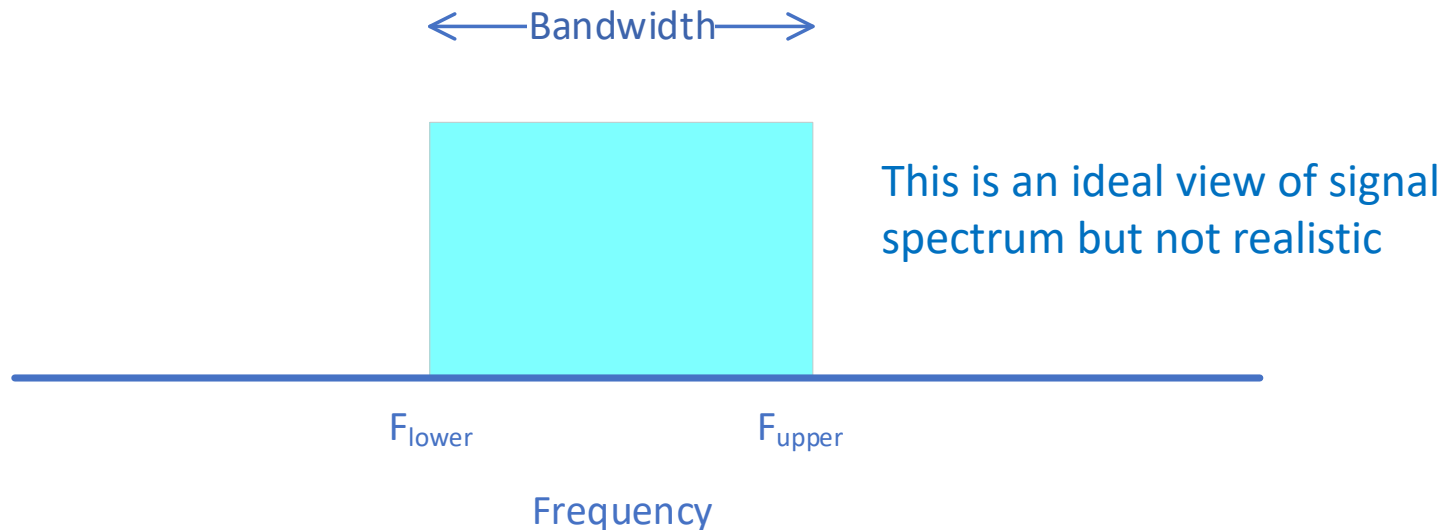 Bandwidth
This is an ideal view of signal
spectrum but not realistic
Flower
Fupper
Frequency